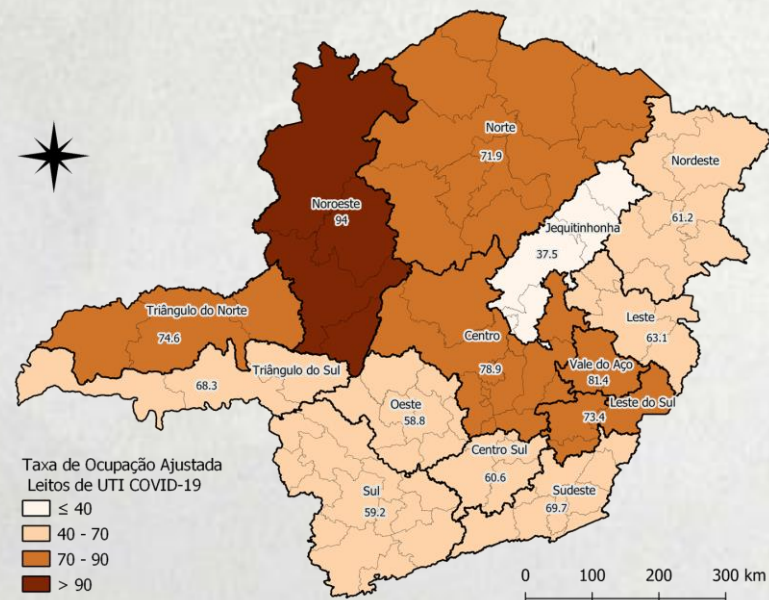 Norte
71.9
Nordeste
61.2
Noroeste
94
Jequitinhonha
37.5
Triângulo do Norte
74.6
Leste
63.1
Centro
78.9
Vale do Aço
81.4
Triângulo do Sul
68.3
Leste do Sul
73.4
Oeste
58.8
Centro Sul
60.6
Sudeste
69.7
Sul
59.2
Taxa de Ocupação Ajustada
Leitos de UTI COVID-19
≤ 40
40 - 70
70 - 90
> 90
0 100 200 300 km